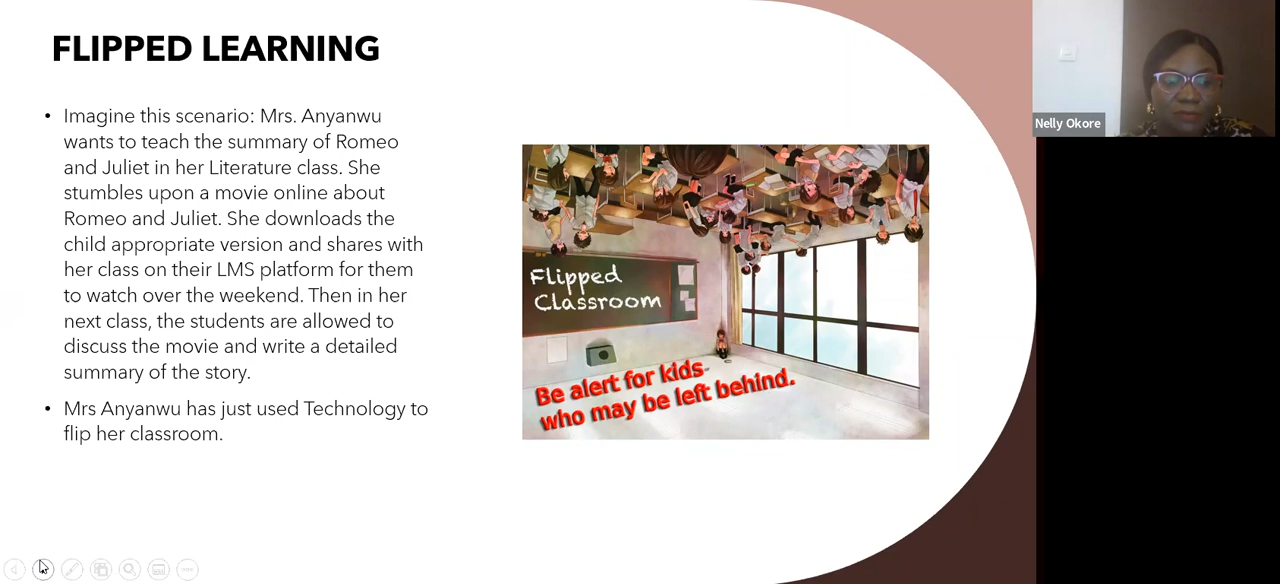 FLIPPED LEARNING
• Imagine this scenario: Mrs. Anyanwu
wants to teach the summary of Romeo
and Juliet in her Literature class. She
stumbles upon a movie online about
Romeo and Juliet. She downloads the
child appropriate version and shares with
her class on their LMS platform for them
to watch over the weekend. Then in her
next class, the students are allowed to
discuss the movie and write a detailed
summary of the story.
• Mrs Anyanwu has just used Technology to
flip her classroom.
Flipped
Classroom
Be alert for kids-
who may be left behind.
Nelly Okore